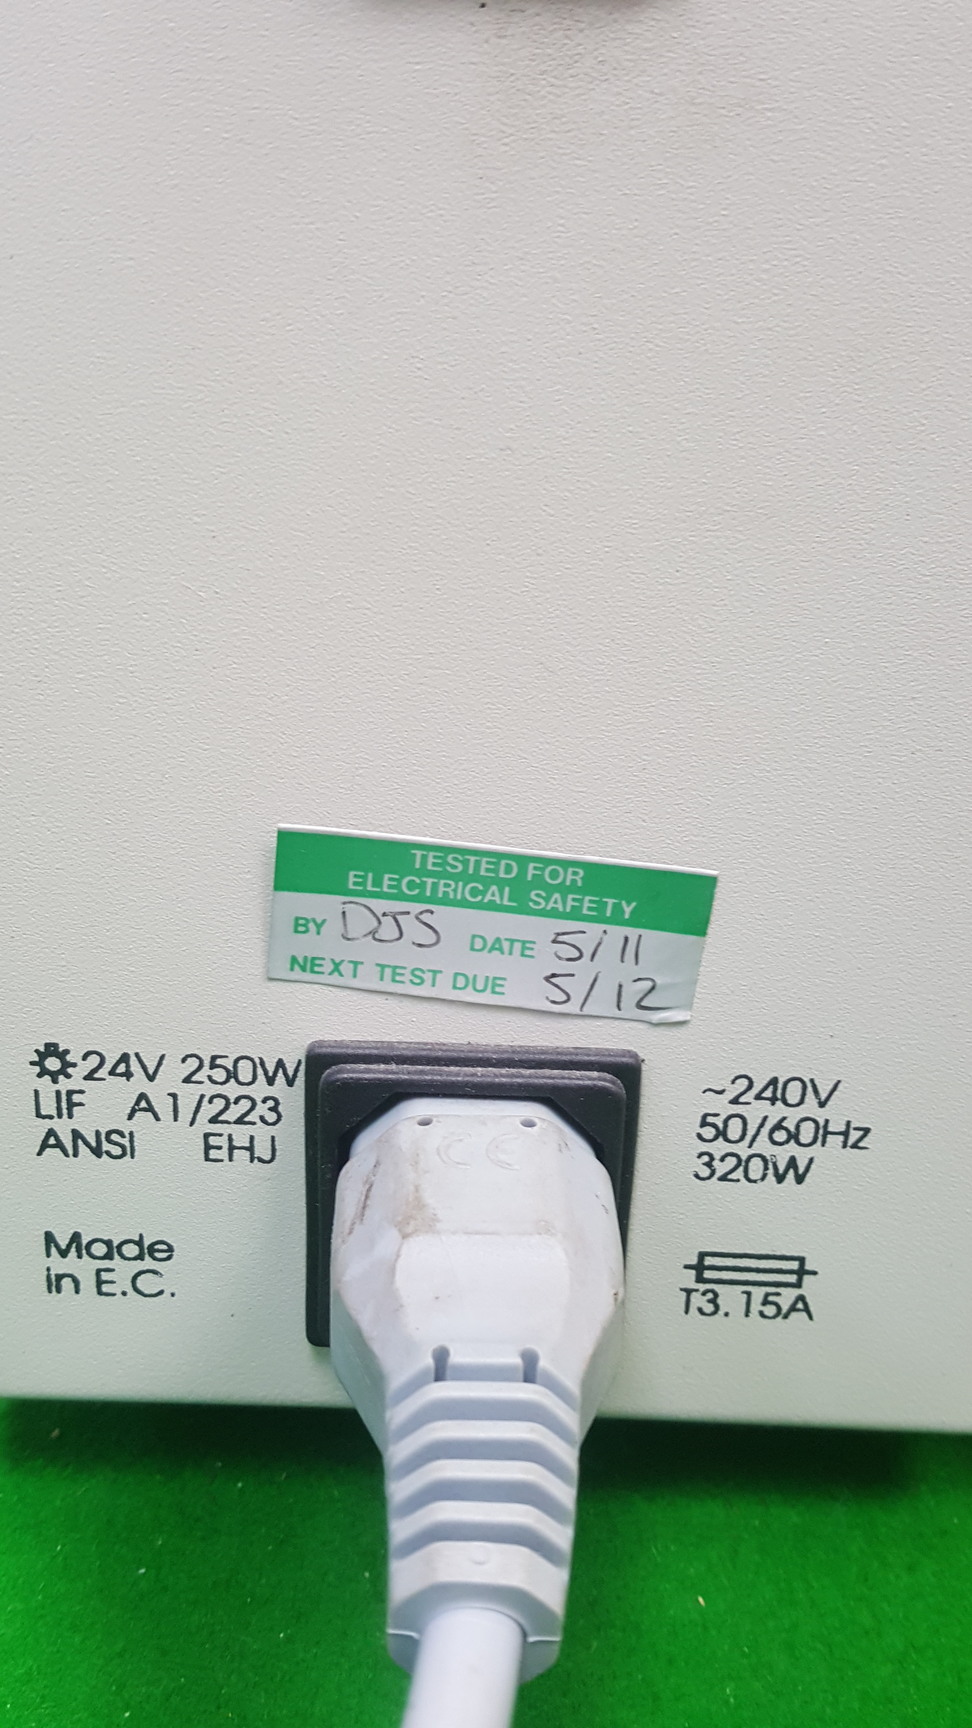 TESTED FOR
ELECTRICAL SAFETY
BY DJS DATE 5/11
NEXT TEST DUE 5/12
24V 250W
LIF A1/223
ANSI EHJ
Made
in E.C.
~240V
50/60Hz
320W
T3.15A
CE